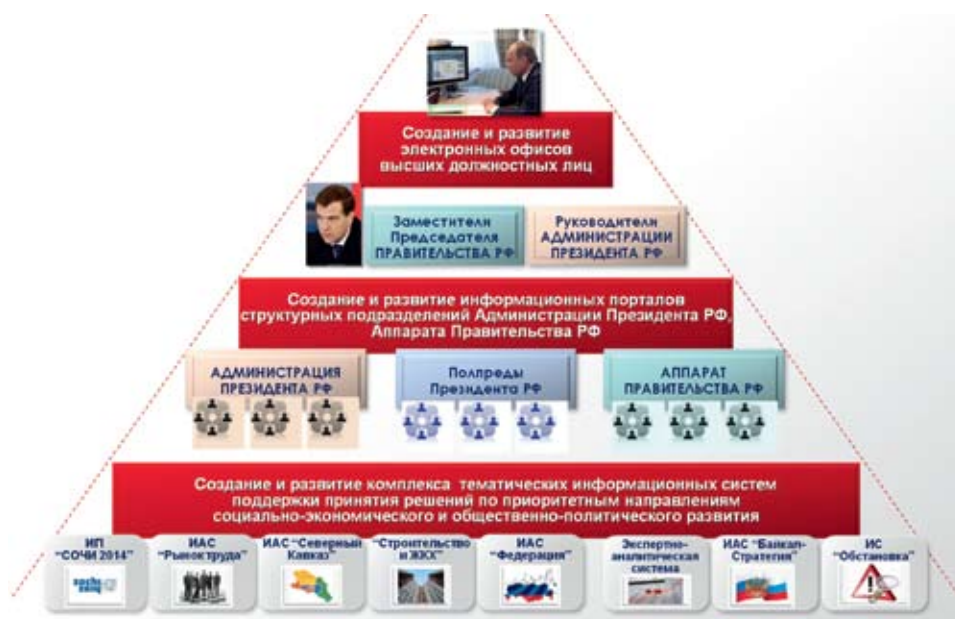 Создание и развитие
электронных офисов
высших должностных лиц
Заместители
Председателя
ПРАВИТЕЛЬСТВА РФ
Руководители
АДМИНИСТРАЦИИ
ПРЕЗИДЕНТА РФ
Создание и развитие информационных порталов
структурных подразделений Администрации Президента РФ,
Аппарата Правительства РФ
АДМИНИСТРАЦИЯ
ПРЕЗИДЕНТА РФ
Полпреды
Президента РФ
АППАРАТ
ПРАВИТЕЛЬСТВА РФ
Создание и развитие комплекса тематических информационных систем
поддержки принятия решений по приоритетным направлениям
социально-экономического и общественно-политического развития
ИП
"СОЧИ 2014"
sochi
ИАС
"Рынок труда"
ИАС "Северный
Кавказ"
"Строительство
и ЖКХ"
ИАС
"Федерация"
Экспертно-
аналитическая
система
ИАС "Байкал-
Стратегия"
ИС
"Обстановка"